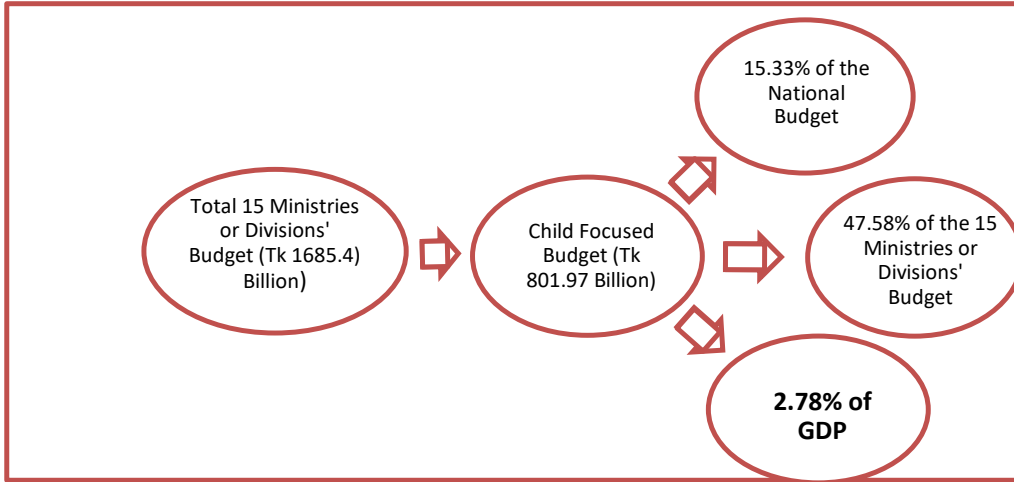 Total 15 Ministries
or Divisions'
Budget (Tk 1685.4)
Billion)
Child Focused
Budget (Tk
801.97 Billion)
15.33% of the
National
Budget
47.58% of the 15
Ministries or
Divisions'
Budget
2.78% of
GDP